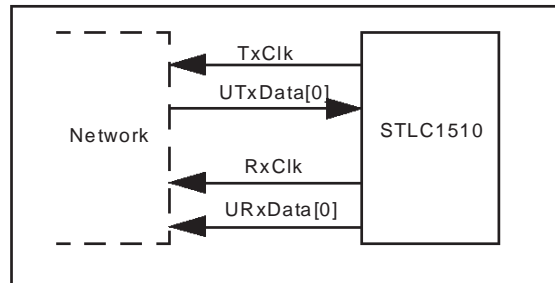 TxClk
UTxData[0]
Network
STLC1510
RxClk
URxData[0]